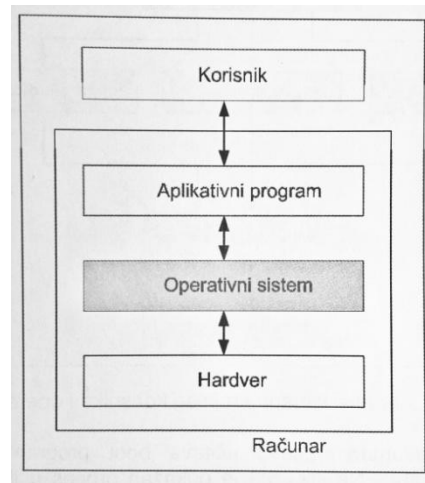 Korisnik
Aplikativni program
Operativni sistem
Hardver
Računar